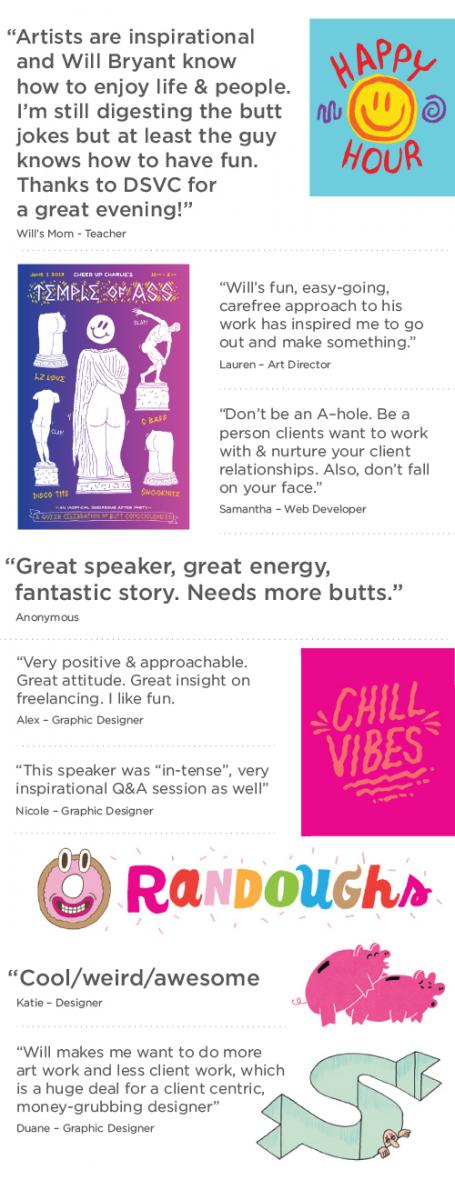 “Artists are inspirational
and Will Bryant know
how to enjoy life & people.
I’m still digesting the butt
jokes but at least the guy
knows how to have fun.
Thanks to DSVC for
a great evening!”
Will’s Mom - Teacher
HAPPY
HOUR
JUNE 1 2013 CHEER UP CHARLIE'S
TEMPLE OF ASS
SLAY!
LZ LOVE
C BASS
SLAY!
DISCO TITS
SNOOKNITZ
“Will’s fun, easy-going,
carefree approach to his
work has inspired me to go
out and make something.”
Lauren – Art Director
“Don’t be an A–hole. Be a
person clients want to work
with & nurture your client
relationships. Also, don’t fall
on your face.”
Samantha – Web Developer
“Great speaker, great energy,
fantastic story. Needs more butts.”
Anonymous
“Very positive & approachable.
Great attitude. Great insight on
freelancing. I like fun.
Alex – Graphic Designer
CHILL
VIBES
“This speaker was “in-tense”, very
inspirational Q&A session as well”
Nicole – Graphic Designer
RANDOUGHs
“Cool/weird/awesome
Katie – Designer
“Will makes me want to do more
art work and less client work, which
is a huge deal for a client centric,
money-grubbing designer”
Duane – Graphic Designer
S